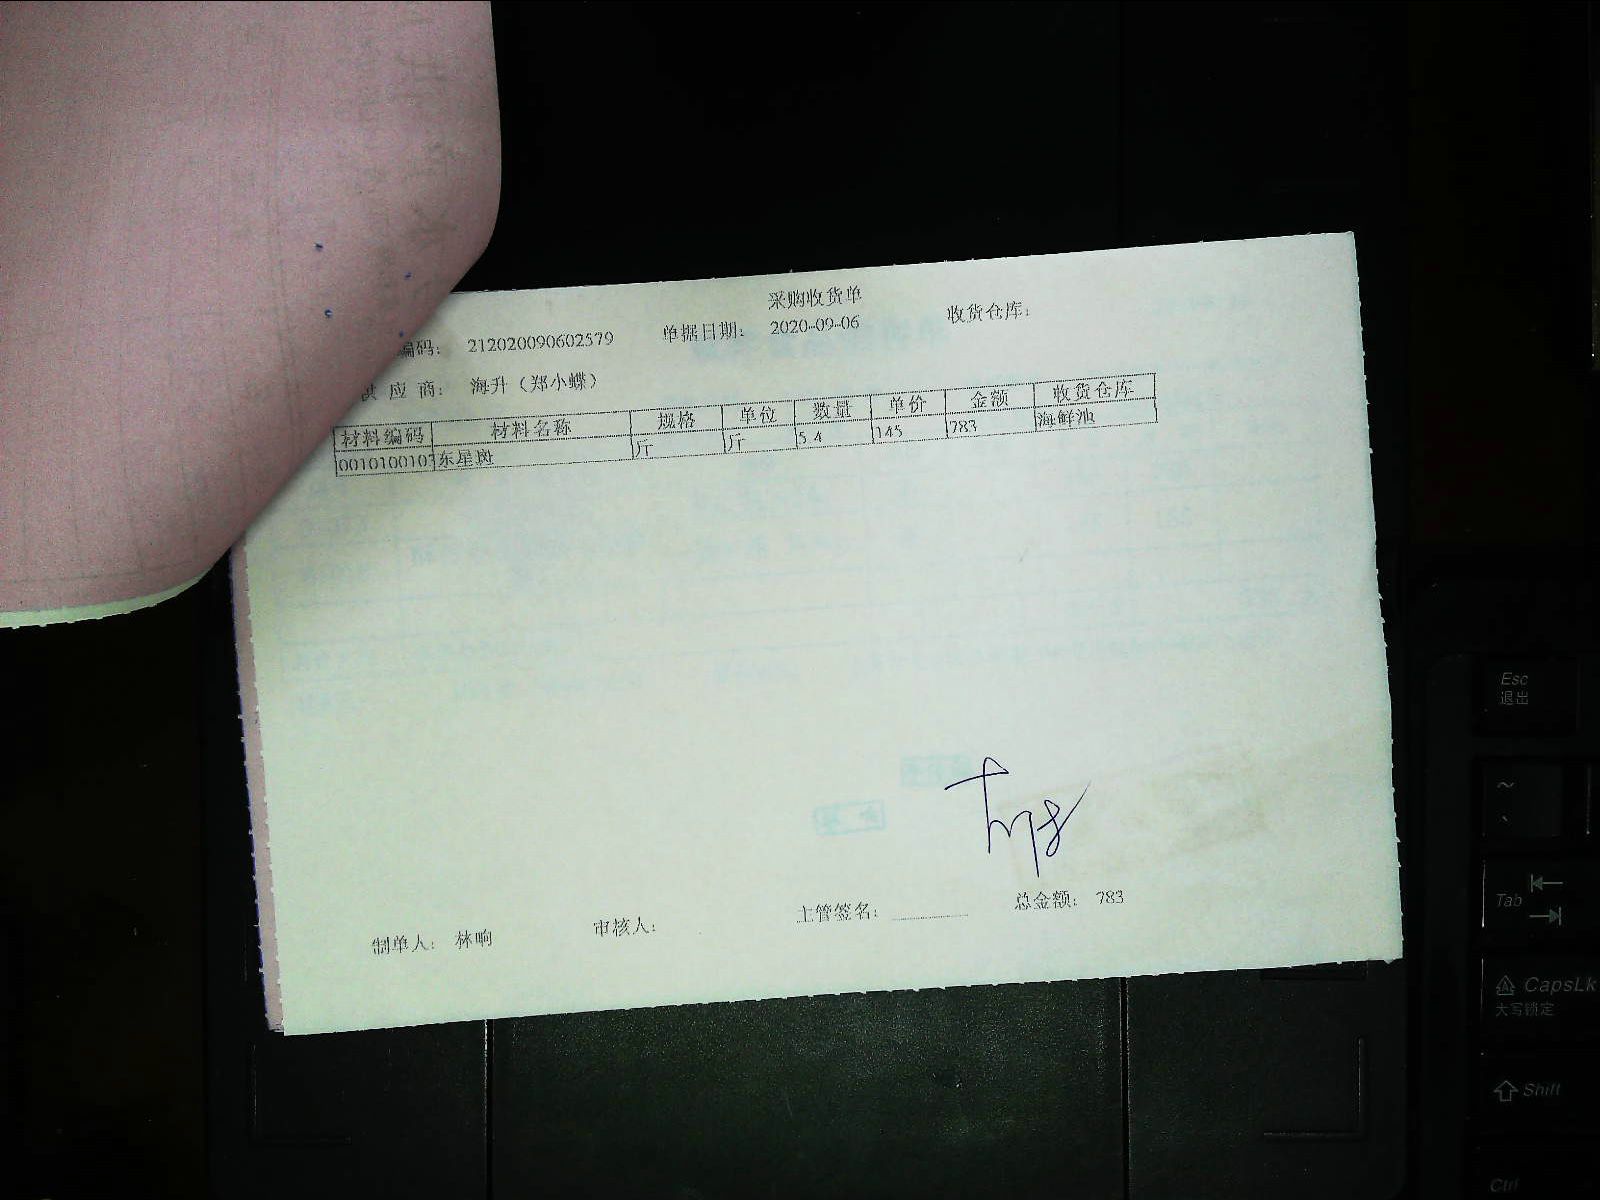 采购收货单
编码: 212020090602579 单据日期: 2020-09-06 收货仓库:
供应商: 海升（郑小蝶）
材料编码 材料名称 规格 单位 数量 单价 金额 收货仓库
0010100103 东星斑 斤 斤 5.4 145 783 海鲜池
制单人: 林响 审核人: 主管签名: 总金额: 783
Esc
退出
~
Tab
CapsLk
大写锁定
Shift
Ctrl